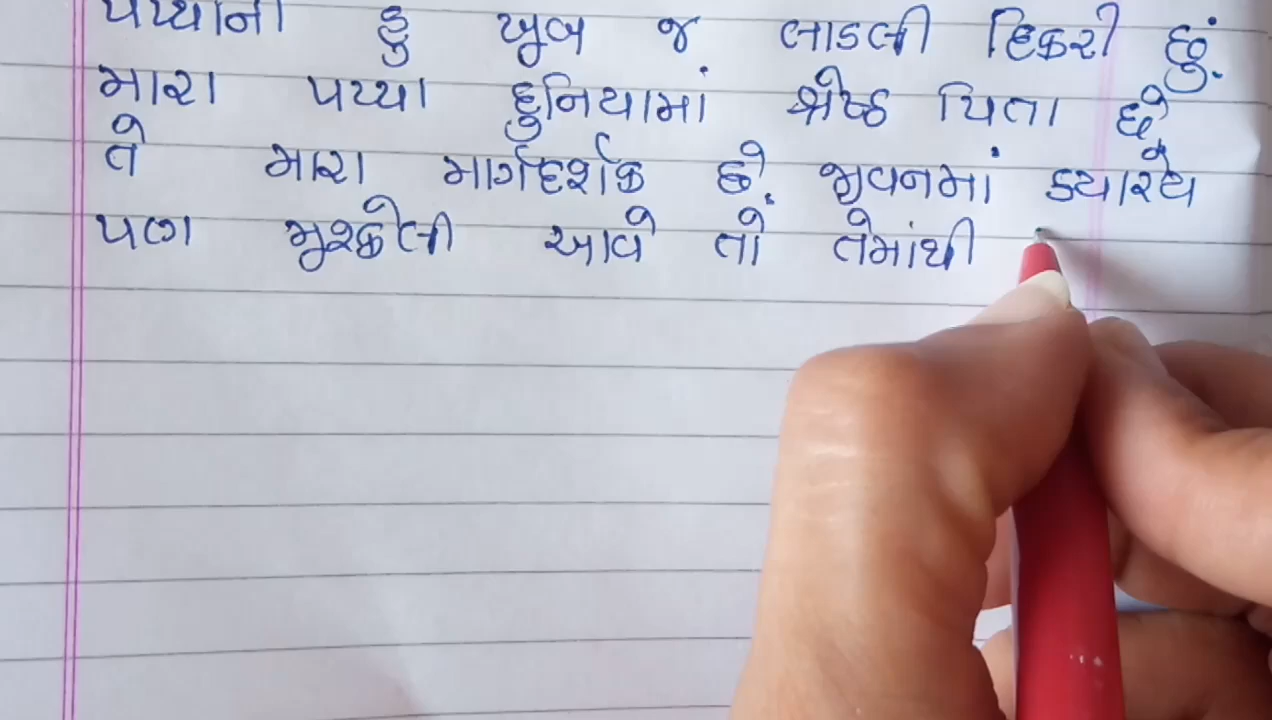 પપ્પાની હું ખૂબ જ લાડલી દિકરી છું.
મારા પપ્પા દુનિયામાં શ્રેષ્ઠ પિતા છે.
તે મારા માર્ગદર્શક છે. જીવનમાં ક્યારેય
પણ મુશ્કેલી આવે તો તેમાંથી